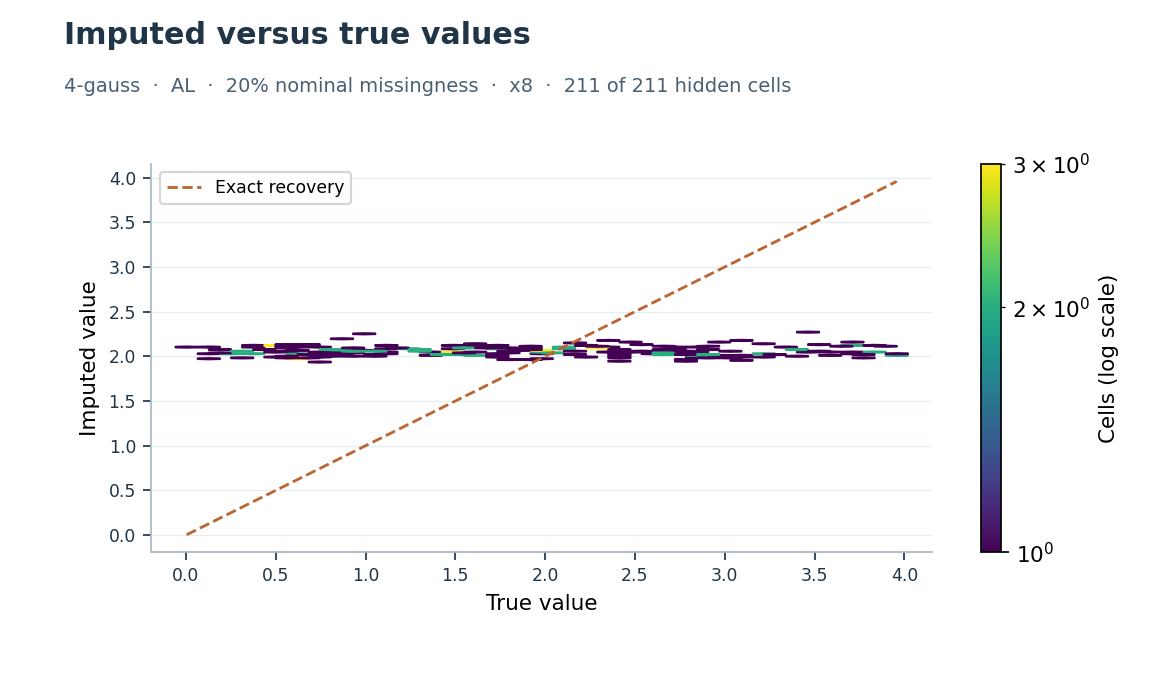 Imputed versus true values
4-gauss · AL · 20% nominal missingness · x8 · 211 of 211 hidden cells
Exact recovery
4.0
3.5
3.0
2.5
2.0
1.5
1.0
0.5
0.0
Imputed value
0.0 0.5 1.0 1.5 2.0 2.5 3.0 3.5 4.0
True value
3 × 10⁰
2 × 10⁰
10⁰
Cells (log scale)